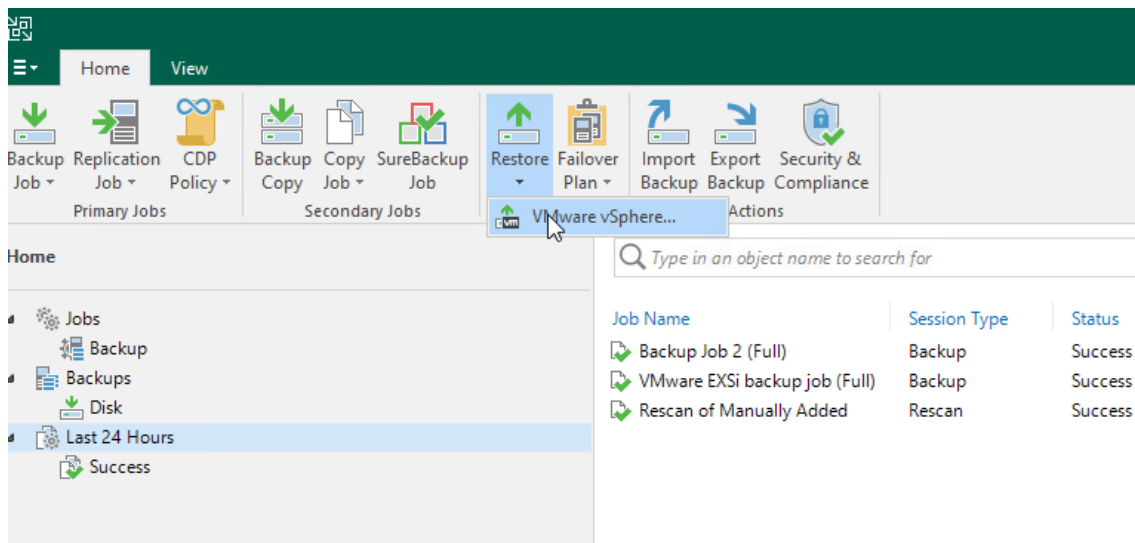 Home View
Backup Replication CDP Backup Copy SureBackup Restore Failover Import Export Security &
Job Job Policy Copy Job Job Plan Backup Backup Compliance
Primary Jobs Secondary Jobs Actions
VMware vSphere...
Home
Type in an object name to search for
Jobs
Job Name Session Type Status
Backup
Backup Job 2 (Full) Backup Success
Backups
VMware EXSi backup job (Full) Backup Success
Disk
Rescan of Manually Added Rescan Success
Last 24 Hours
Success